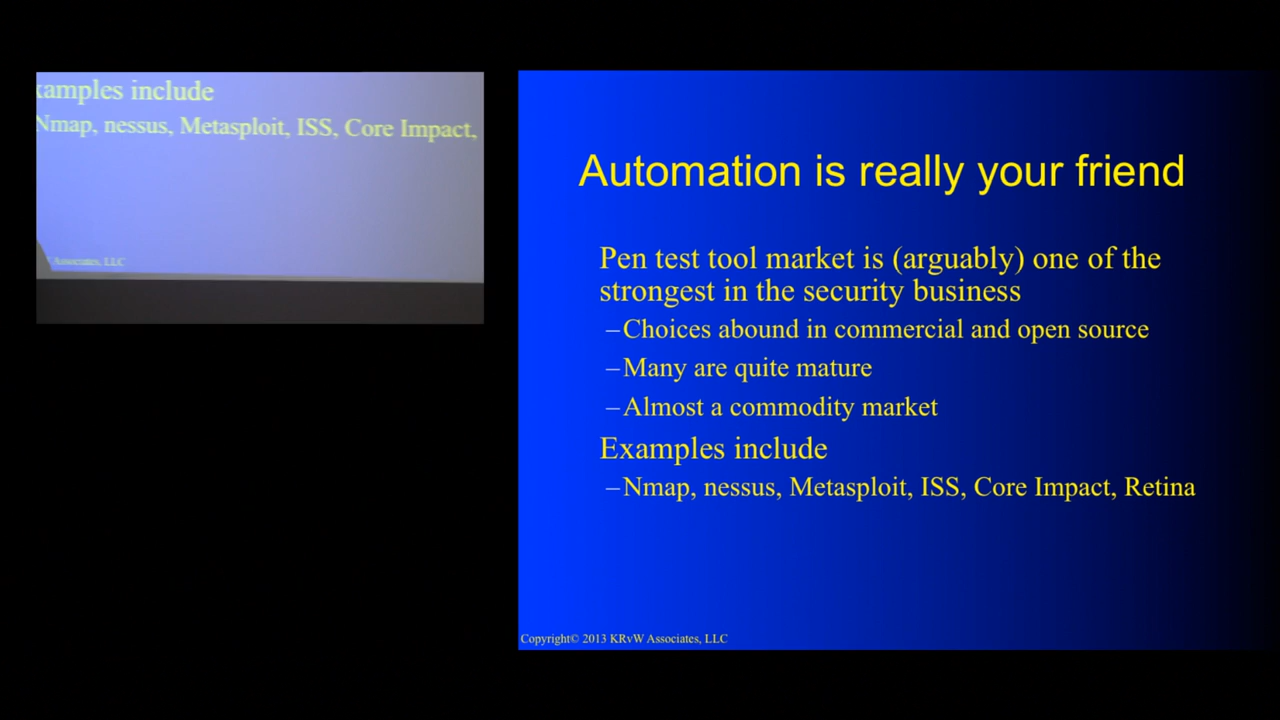 xamples include
Nmap, nessus, Metasploit, ISS, Core Impact,
Associates, LLC
Automation is really your friend
Pen test tool market is (arguably) one of the
strongest in the security business
–Choices abound in commercial and open source
–Many are quite mature
–Almost a commodity market
Examples include
–Nmap, nessus, Metasploit, ISS, Core Impact, Retina
Copyright© 2013 KRvW Associates, LLC